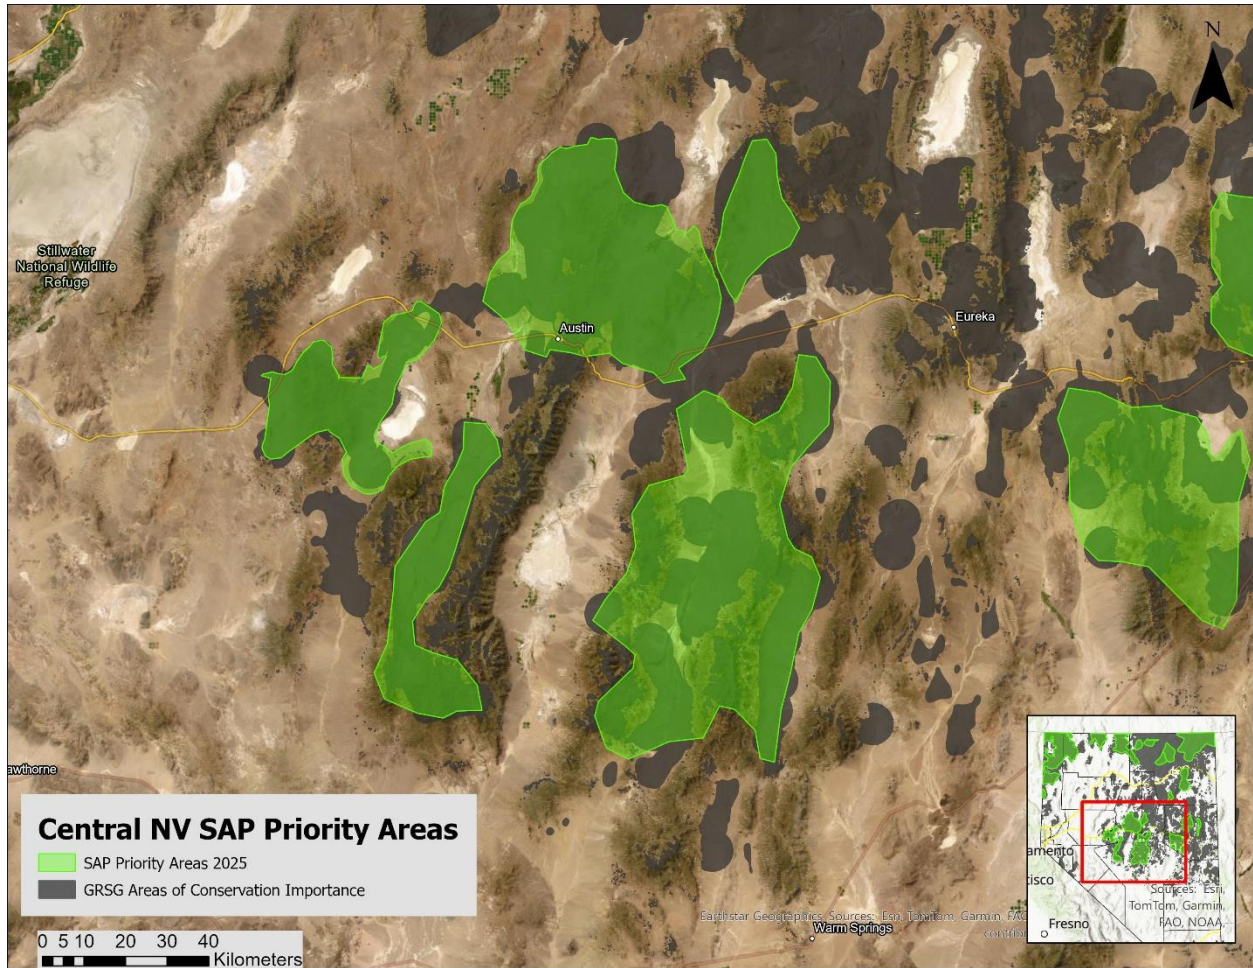 N
Stillwater
National Wildlife
Refuge
Austin
Eureka
awthorne
Central NV SAP Priority Areas
SAP Priority Areas 2025
GRSG Areas of Conservation Importance
0 5 10 20 30 40
Kilometers
Earthstar Geographics, Sources: Esri, TomTom, Garmin, FAO
contrib
Warm Springs
amento
cisco
Fresno
Sources: Esri,
TomTom, Garmin,
FAO, NOAA,